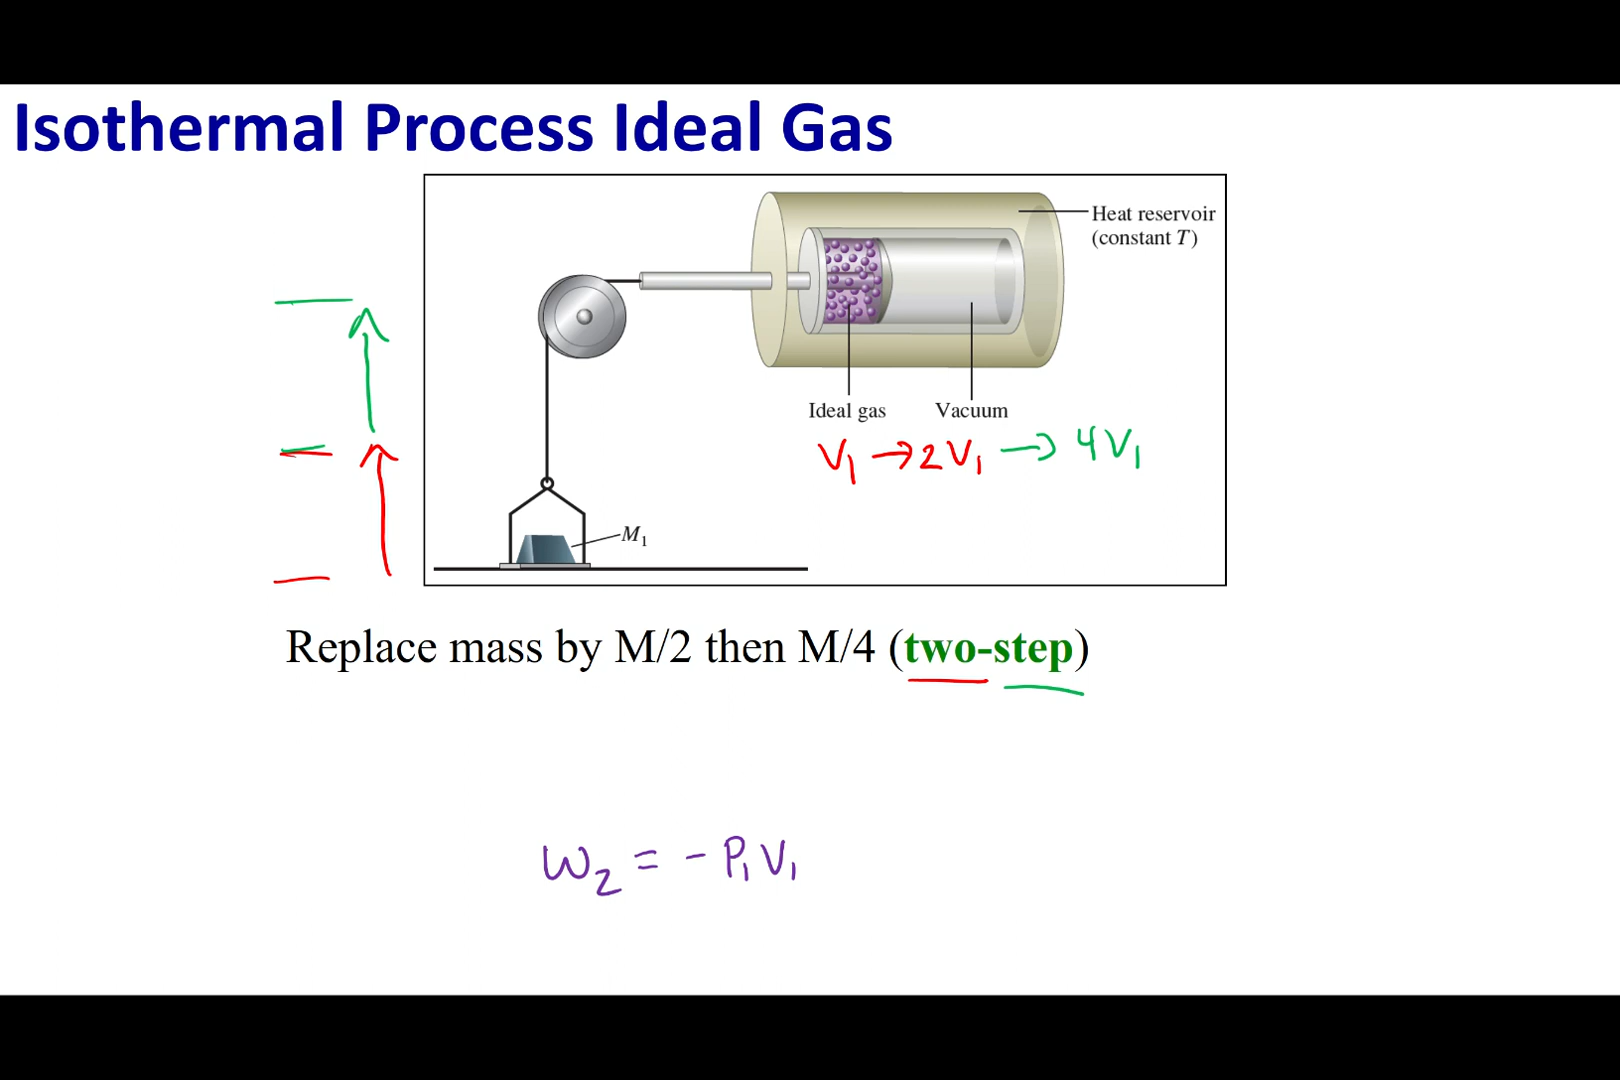 Isothermal Process Ideal Gas
Heat reservoir
(constant T)
Ideal gas
Vacuum
V₁ → 2V₁ → 4V₁
M₁
Replace mass by M/2 then M/4 (two-step)
w₂ = - P₁V₁